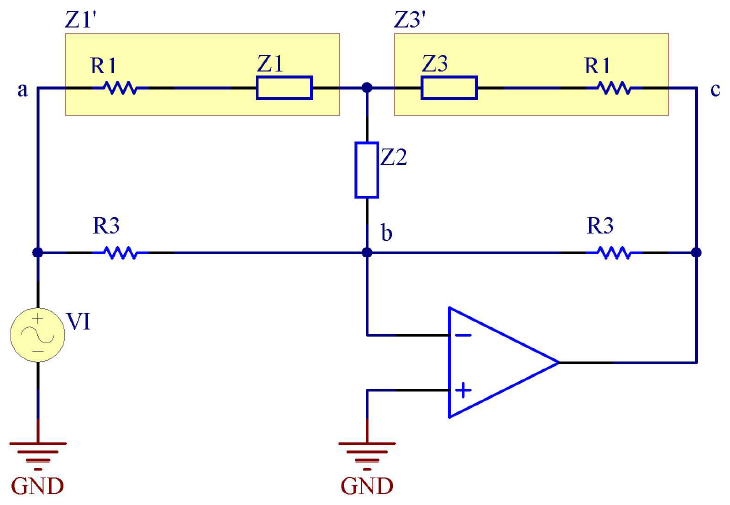 Z1' Z3'
R1 Z1 Z3 R1
a c
Z2
R3 b R3
VI
+
−
−
+
GND GND